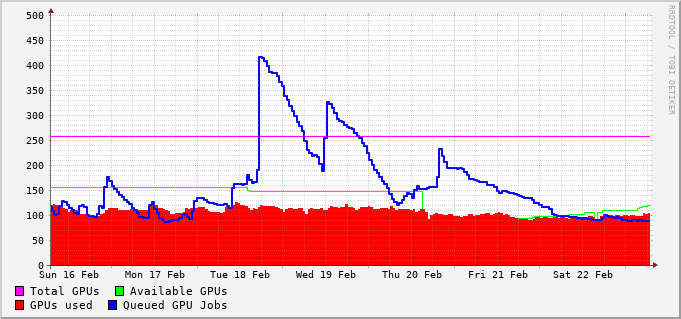 500
450
400
350
300
250
200
150
100
50
0
Sun 16 Feb Mon 17 Feb Tue 18 Feb Wed 19 Feb Thu 20 Feb Fri 21 Feb Sat 22 Feb
Total GPUs Available GPUs
GPUs used Queued GPU Jobs
RRDTOOL / TOBI OETIKER